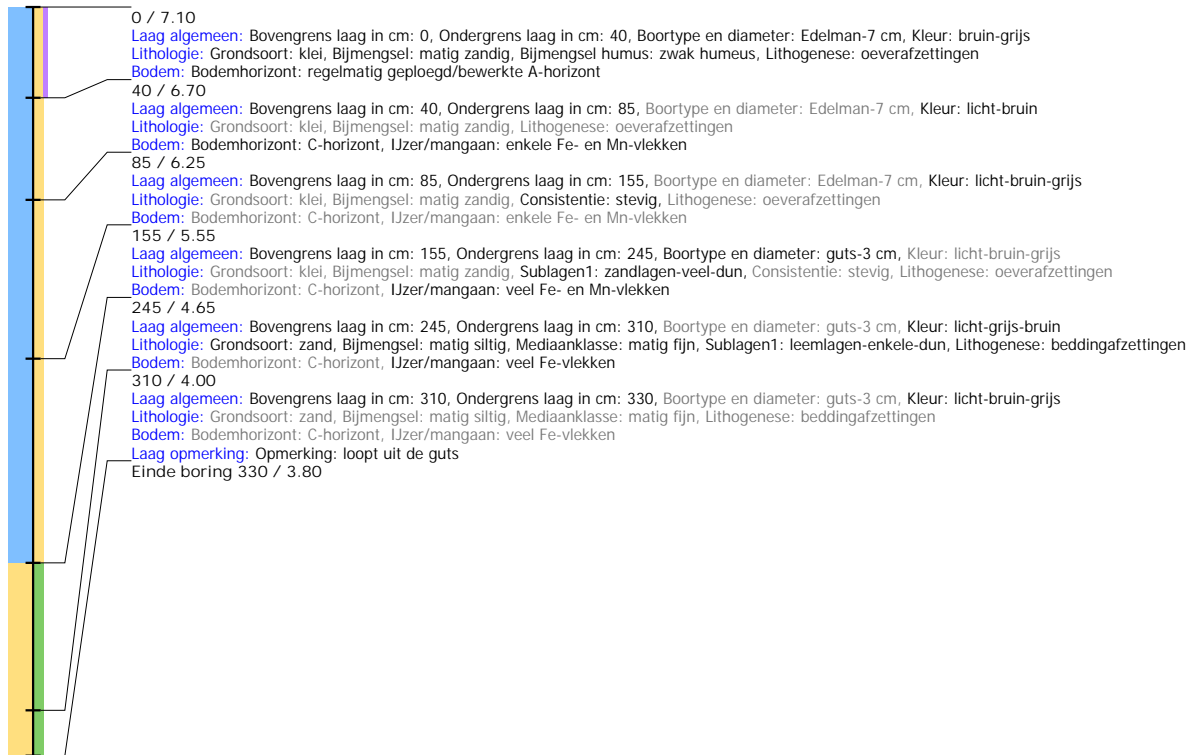 0 / 7.10
Laag algemeen: Bovengrens laag in cm: 0, Ondergrens laag in cm: 40, Boortype en diameter: Edelman-7 cm, Kleur: bruin-grijs
Lithologie: Grondsoort: klei, Bijmengsel: matig zandig, Bijmengsel humus: zwak humeus, Lithogenese: oeverafzettingen
Bodem: Bodemhorizont: regelmatig geploegd/bewerkte A-horizont
40 / 6.70
Laag algemeen: Bovengrens laag in cm: 40, Ondergrens laag in cm: 85, Boortype en diameter: Edelman-7 cm, Kleur: licht-bruin
Lithologie: Grondsoort: klei, Bijmengsel: matig zandig, Lithogenese: oeverafzettingen
Bodem: Bodemhorizont: C-horizont, IJzer/mangaan: enkele Fe- en Mn-vlekken
85 / 6.25
Laag algemeen: Bovengrens laag in cm: 85, Ondergrens laag in cm: 155, Boortype en diameter: Edelman-7 cm, Kleur: licht-bruin-grijs
Lithologie: Grondsoort: klei, Bijmengsel: matig zandig, Consistentie: stevig, Lithogenese: oeverafzettingen
Bodem: Bodemhorizont: C-horizont, IJzer/mangaan: enkele Fe- en Mn-vlekken
155 / 5.55
Laag algemeen: Bovengrens laag in cm: 155, Ondergrens laag in cm: 245, Boortype en diameter: guts-3 cm, Kleur: licht-bruin-grijs
Lithologie: Grondsoort: klei, Bijmengsel: matig zandig, Sublagen1: zandlagen-veel-dun, Consistentie: stevig, Lithogenese: oeverafzettingen
Bodem: Bodemhorizont: C-horizont, IJzer/mangaan: veel Fe- en Mn-vlekken
245 / 4.65
Laag algemeen: Bovengrens laag in cm: 245, Ondergrens laag in cm: 310, Boortype en diameter: guts-3 cm, Kleur: licht-grijs-bruin
Lithologie: Grondsoort: zand, Bijmengsel: matig siltig, Mediaanklasse: matig fijn, Sublagen1: leemlagen-enkele-dun, Lithogenese: beddingafzettingen
Bodem: Bodemhorizont: C-horizont, IJzer/mangaan: veel Fe-vlekken
310 / 4.00
Laag algemeen: Bovengrens laag in cm: 310, Ondergrens laag in cm: 330, Boortype en diameter: guts-3 cm, Kleur: licht-bruin-grijs
Lithologie: Grondsoort: zand, Bijmengsel: matig siltig, Mediaanklasse: matig fijn, Lithogenese: beddingafzettingen
Bodem: Bodemhorizont: C-horizont, IJzer/mangaan: veel Fe-vlekken
Laag opmerking: Opmerking: loopt uit de guts
Einde boring 330 / 3.80